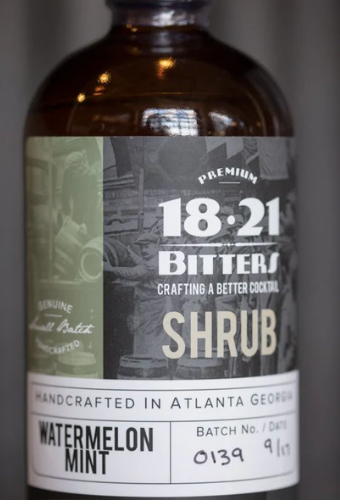 PREMIUM
18·21
BITTERS
CRAFTING A BETTER COCKTAIL
SHRUB
GENUINE
Small Batch
HANDCRAFTED
HANDCRAFTED IN ATLANTA GEORGIA
WATERMELON
MINT
BATCH No. / DATE
0139 9/17